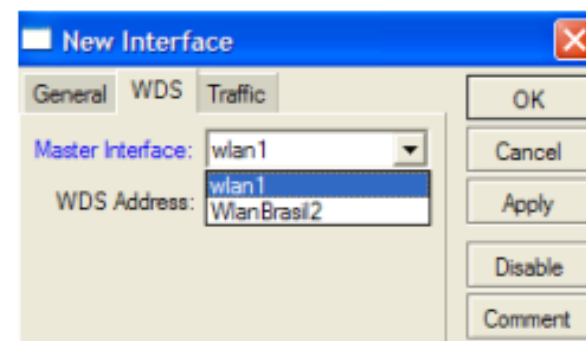 New Interface
General WDS Traffic
OK
Master Interface: wlan1
Cancel
wlan1
WDS Address:
WlanBrasil2
Apply
Disable
Comment